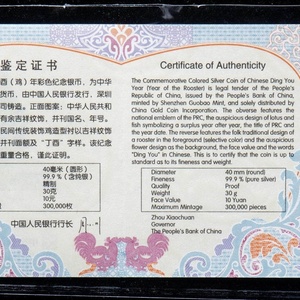 鉴定证书
酉（鸡）年彩色纪念银币，为中华
货币，由中国人民银行发行，深圳
司铸造。正面图案：中华人民共和
有余吉祥纹饰，并刊国名、年号。
民间传统装饰鸡造型衬以吉祥纹饰
并刊面额及“丁酉”字样。该纪念
重量合格，谨此证明。
40毫米（圆形）
99.9%（含纯银）
精制
30克
10元
300,000枚
中国人民银行行长
Certificate of Authenticity
The Commemorative Colored Silver Coin of Chinese Ding You
Year (Year of the Rooster) is legal tender of the People's
Republic of China, issued by the People's Bank of China,
minted by Shenzhen Guobao Mint, and solely distributed by
China Gold Coin Incorporation. The obverse features the
national emblem of the PRC, the auspicious design of lotus and
fish symbolizing a surplus year after year, the title of PRC and
the year date. The reverse features the folk traditional design of
a rooster in the foreground (selective color) and the auspicious
flower design as the background, the face value and the words
"Ding You" in Chinese. This is to certify that the coin is up to
standard as to its fineness and weight.
Diameter 40 mm (round)
Fineness 99.9 % (pure silver)
Quality Proof
Weight 30 g
Face Value 10 Yuan
Maximum Mintage 300,000 pieces
Zhou Xiaochuan
Governor
The People's Bank of China